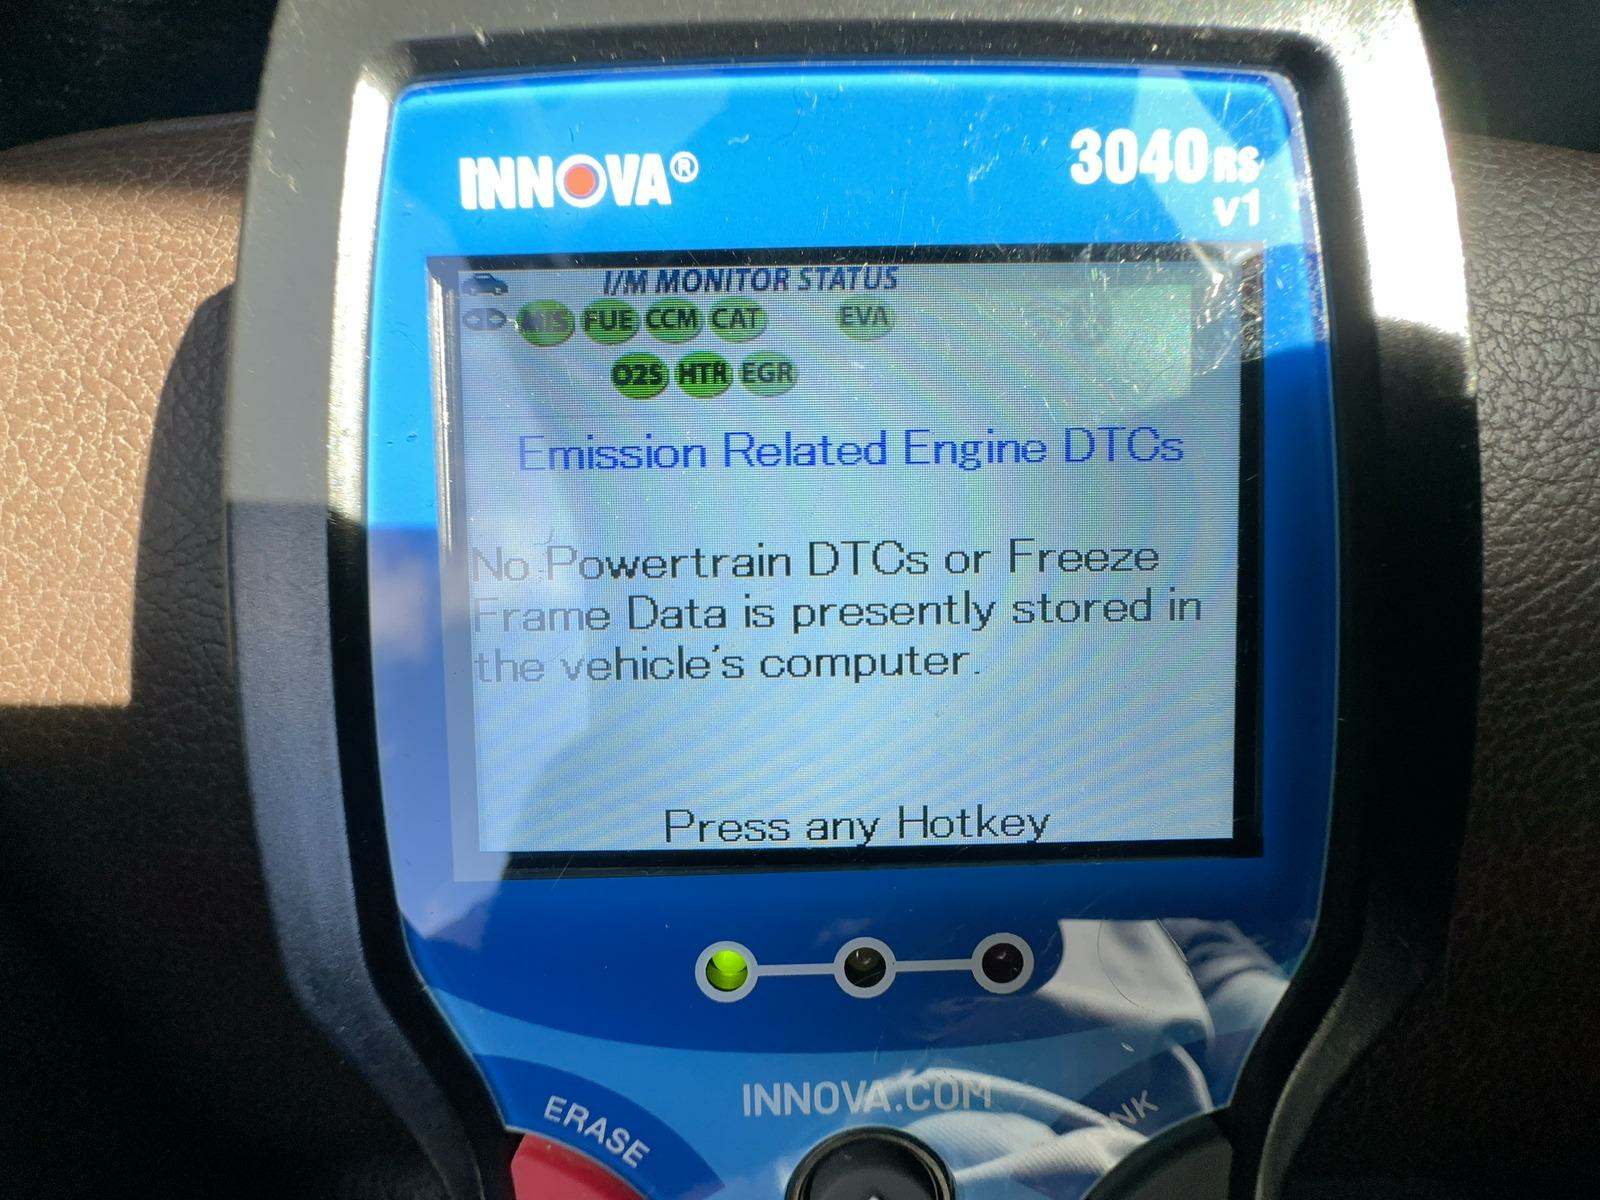 INNOVA®
3040RS
v1
I/M MONITOR STATUS
MIS FUE CCM CAT EVA
O2S HTR EGR
Emission Related Engine DTCs
No Powertrain DTCs or Freeze
Frame Data is presently stored in
the vehicle's computer.
Press any Hotkey
INNOVA.COM
ERASE